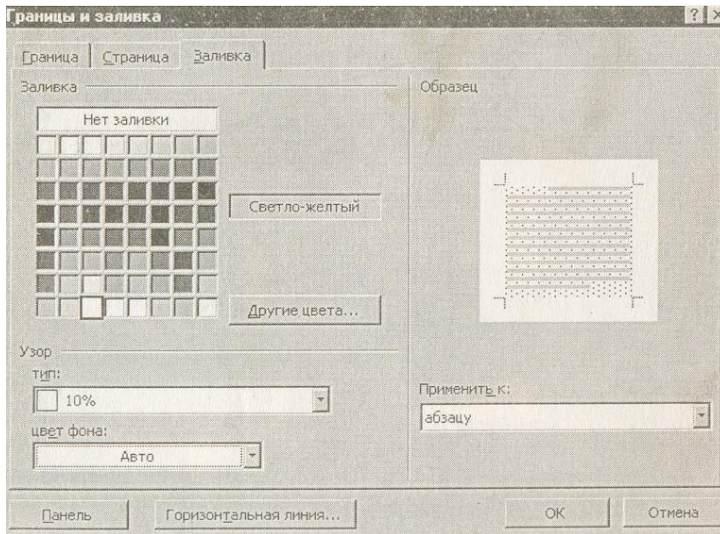 Границы и заливка
Граница
Страница
Заливка
Заливка
Нет заливки
Светло-желтый
Другие цвета...
Образец
Узор
тип:
10%
цвет фона:
Авто
Применить к:
абзацу
Панель
Горизонтальная линия...
ОК
Отмена